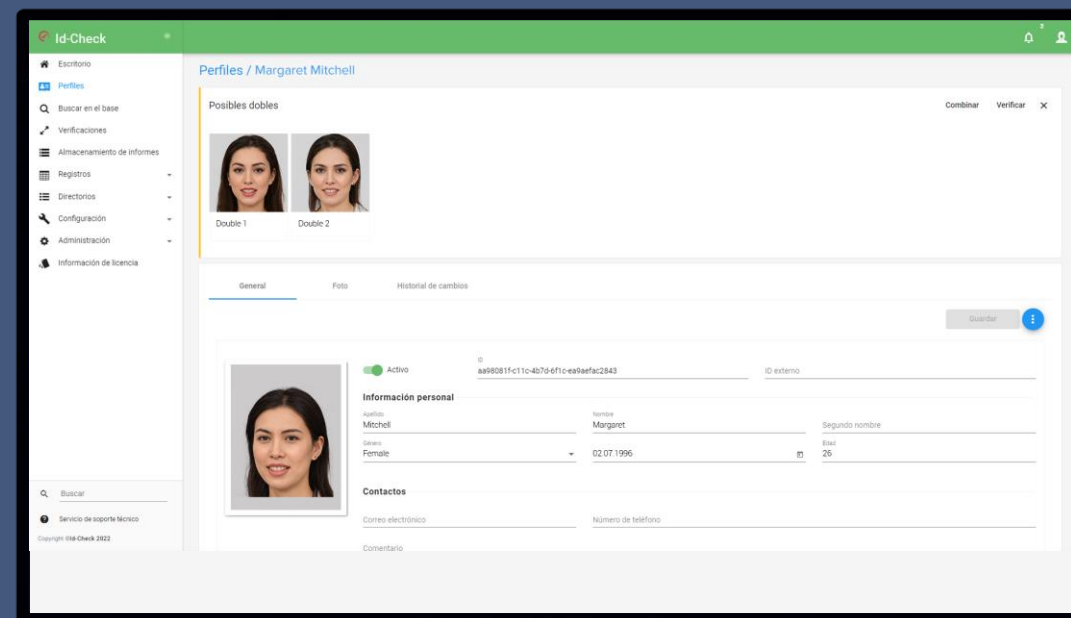 Id-Check
Escritorio
Perfiles
Buscar en el base
Verificaciones
Almacenamiento de informes
Registros
Directorios
Configuración
Administración
Información de licencia
Buscar
Servicio de soporte técnico
Copyright ©Id-Check 2022
Perfiles / Margaret Mitchell
Posibles dobles
Combinar Verificar
Double 1 Double 2
General Foto Historial de cambios
Guardar
Activo
ID
aa98081f-c11c-4b7d-6f1c-ea9aefac2843
ID externo
Información personal
Apellido Nombre
Mitchell Margaret Segundo nombre
Género Edad
Female 02.07.1996 26
Contactos
Correo electrónico Número de teléfono
Comentario